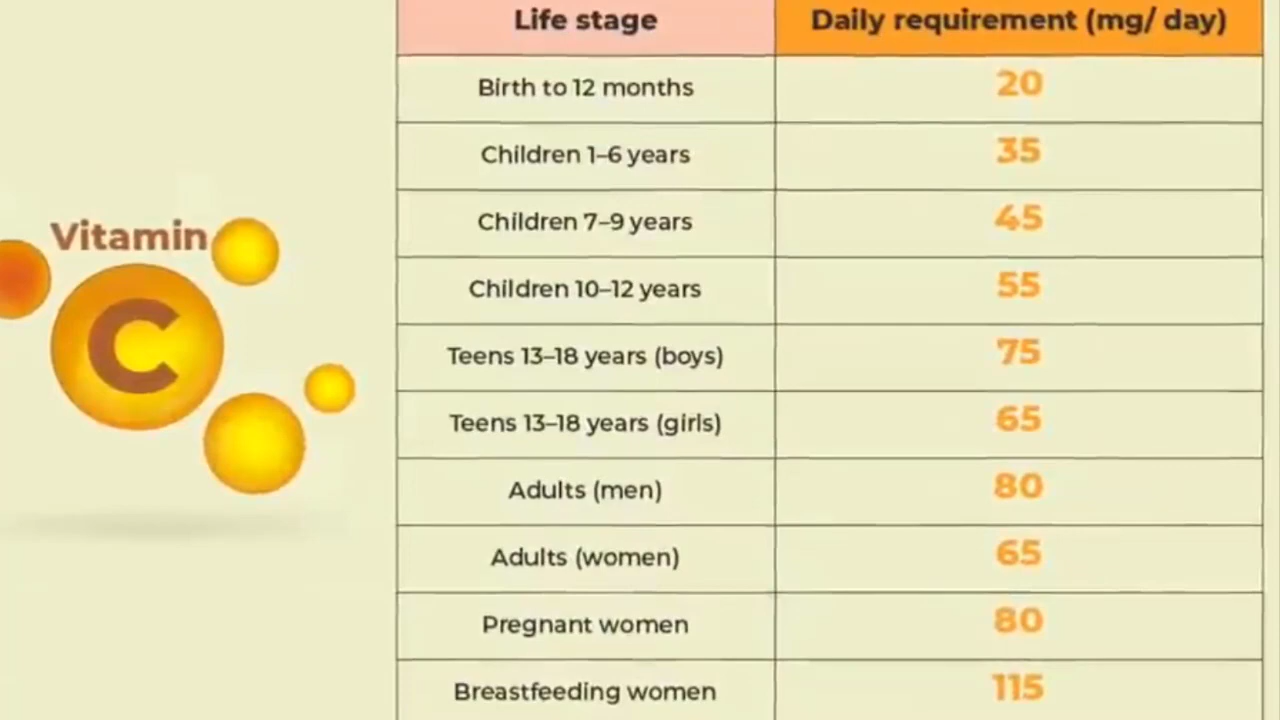 Vitamin
C
Life stage Daily requirement (mg/ day)
Birth to 12 months 20
Children 1–6 years 35
Children 7–9 years 45
Children 10–12 years 55
Teens 13–18 years (boys) 75
Teens 13–18 years (girls) 65
Adults (men) 80
Adults (women) 65
Pregnant women 80
Breastfeeding women 115